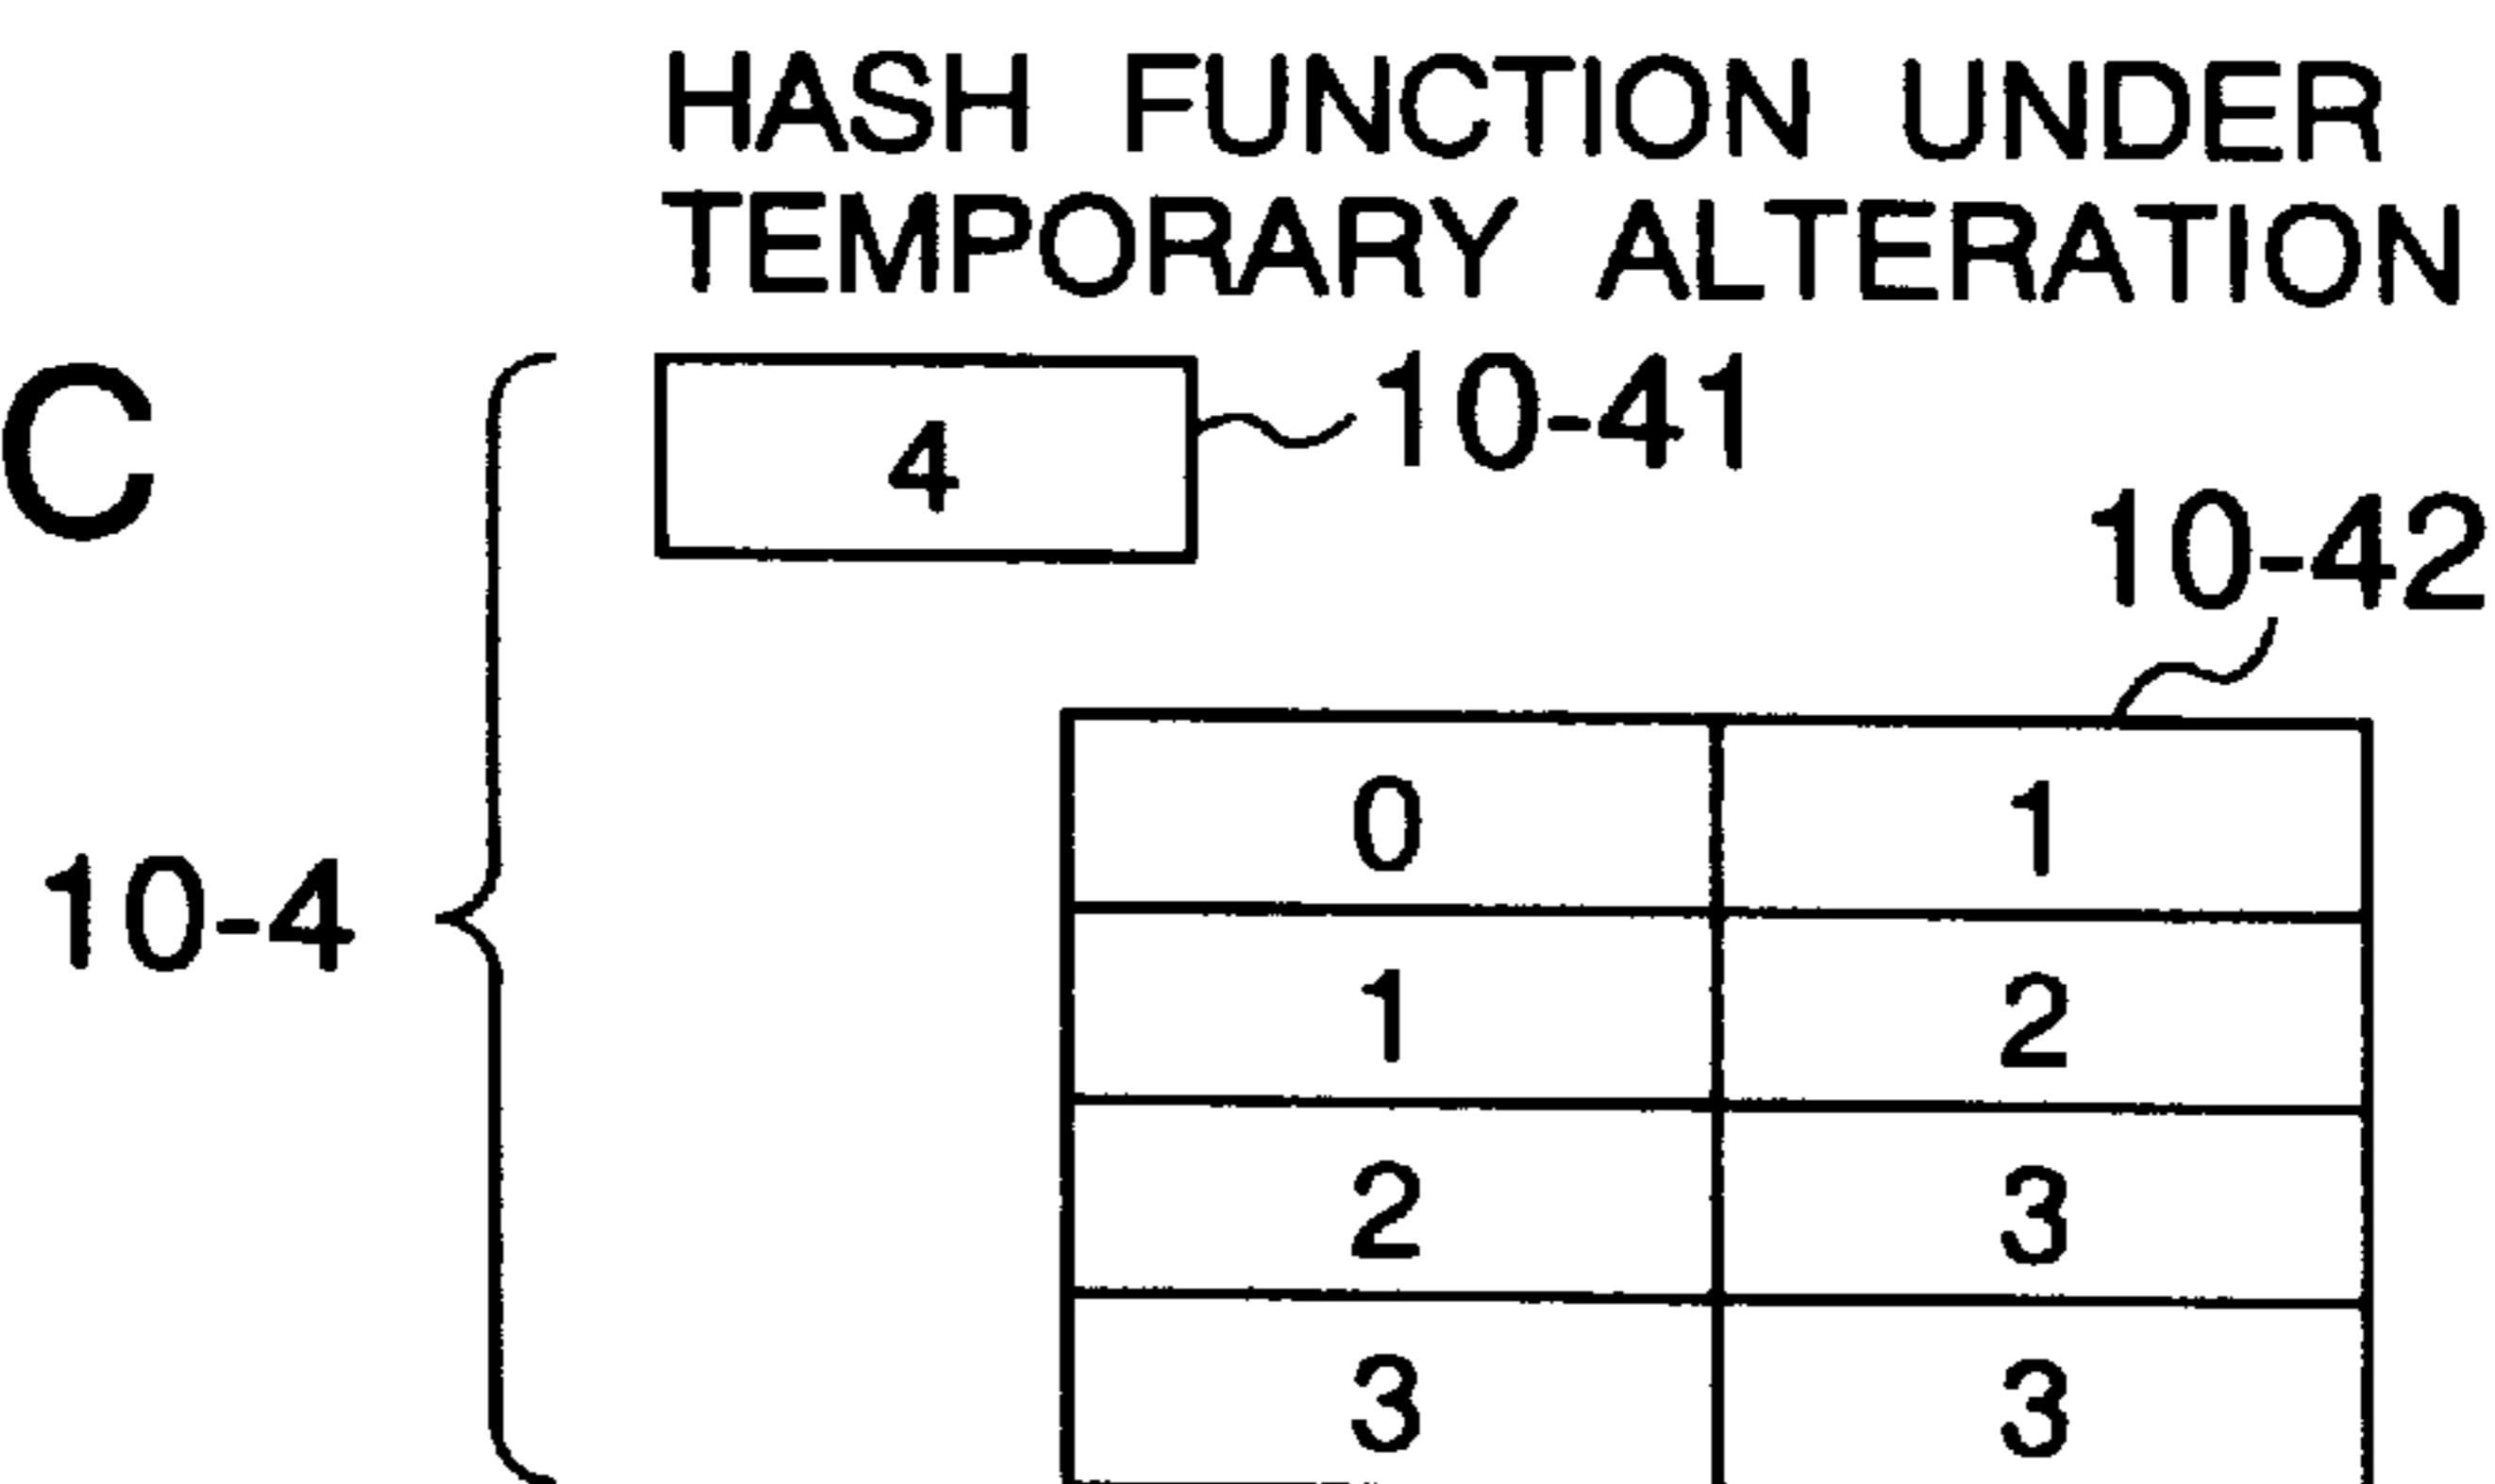 HASH FUNCTION UNDER
TEMPORARY ALTERATION
C
4 10-41
10-42
10-4
0 1
1 2
2 3
3 3